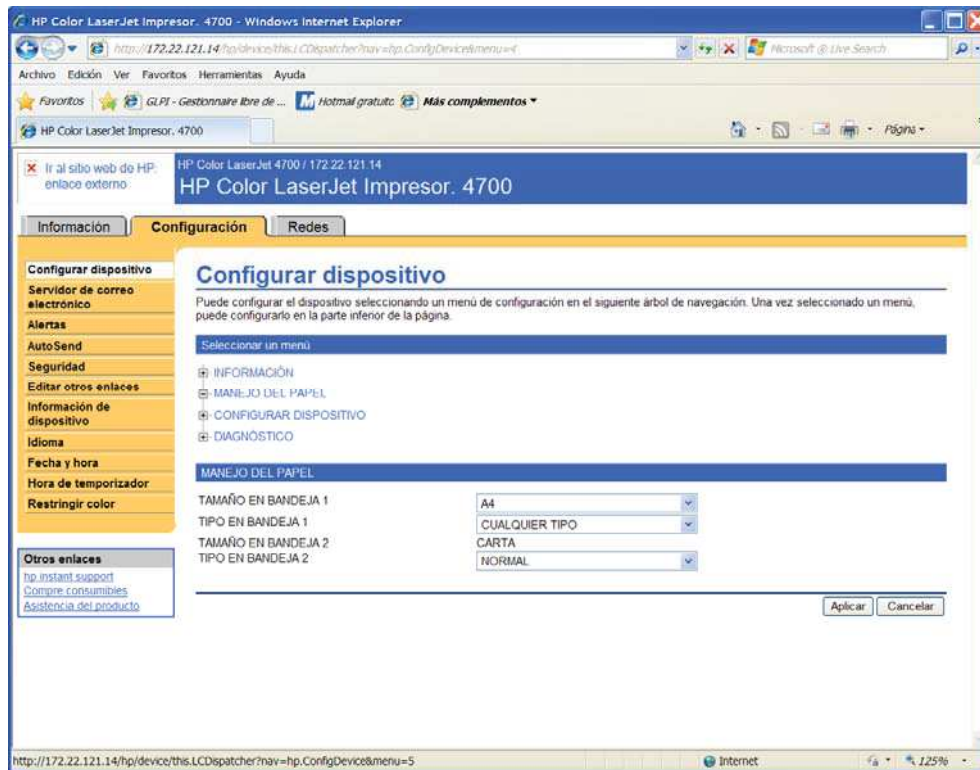 HP Color LaserJet Impresor. 4700 - Windows Internet Explorer
http://172.22.121.14/hp/device/this.LCDispatcher?nav=hp.ConfigDevice&menu=4
Microsoft @ Live Search
Archivo Edición Ver Favoritos Herramientas Ayuda
Favoritos GLPI - Gestionnaire libre de ... Hotmail gratuito Más complementos
HP Color LaserJet Impresor. 4700
Página
Ir al sitio web de HP:
enlace externo
HP Color LaserJet 4700 / 172.22.121.14
HP Color LaserJet Impresor. 4700
Información Configuración Redes
Configurar dispositivo
Servidor de correo
electrónico
Alertas
AutoSend
Seguridad
Editar otros enlaces
Información de
dispositivo
Idioma
Fecha y hora
Hora de temporizador
Restringir color
Otros enlaces
hp instant support
Compre consumibles
Asistencia del producto
Configurar dispositivo
Puede configurar el dispositivo seleccionando un menú de configuración en el siguiente árbol de navegación. Una vez seleccionado un menú,
puede configurarlo en la parte inferior de la página.
Seleccionar un menú
INFORMACIÓN
MANEJO DEL PAPEL
CONFIGURAR DISPOSITIVO
DIAGNÓSTICO
MANEJO DEL PAPEL
TAMAÑO EN BANDEJA 1 A4
TIPO EN BANDEJA 1 CUALQUIER TIPO
TAMAÑO EN BANDEJA 2 CARTA
TIPO EN BANDEJA 2 NORMAL
Aplicar Cancelar
http://172.22.121.14/hp/device/this.LCDispatcher?nav=hp.ConfigDevice&menu=5
Internet
125%